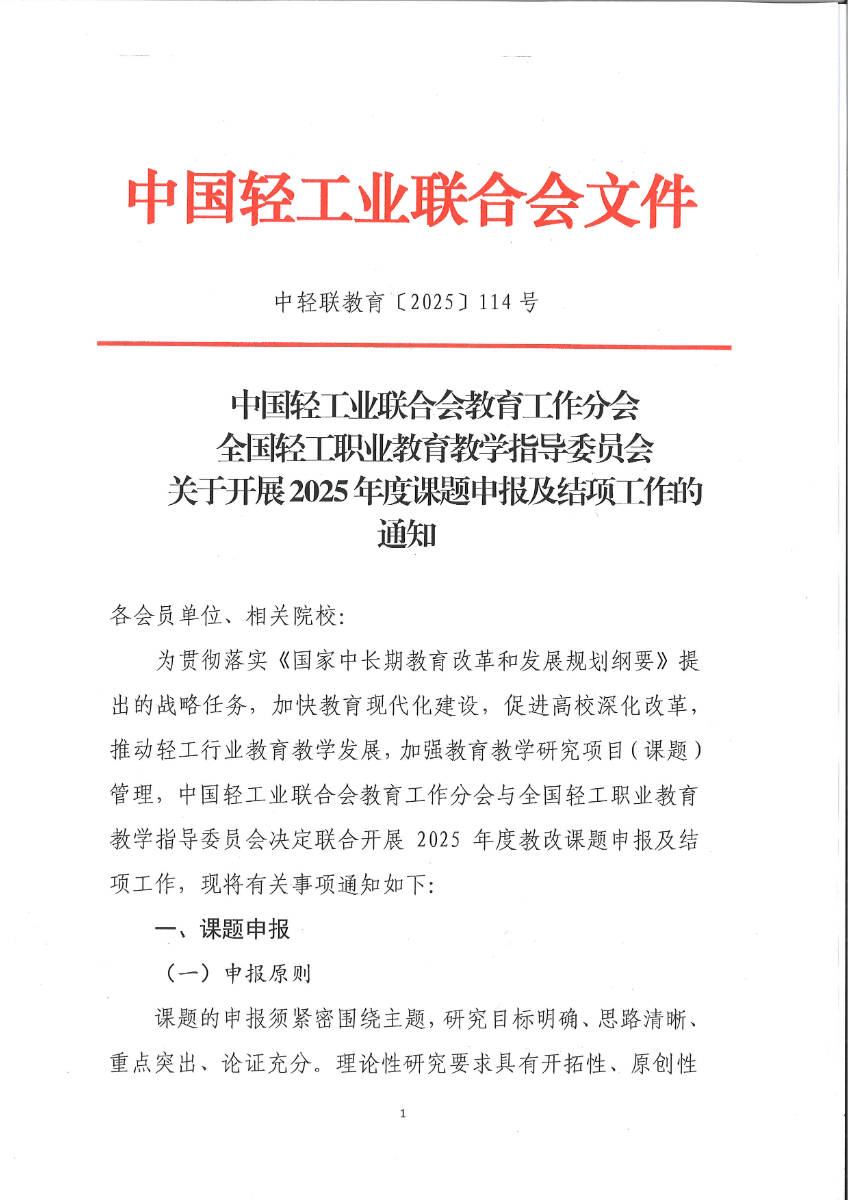 中国轻工业联合会文件
中轻联教育〔2025〕114 号
中国轻工业联合会教育工作分会
全国轻工职业教育教学指导委员会
关于开展 2025 年度课题申报及结项工作的
通知
各会员单位、相关院校：
为贯彻落实《国家中长期教育改革和发展规划纲要》提
出的战略任务，加快教育现代化建设，促进高校深化改革，
推动轻工行业教育教学发展，加强教育教学研究项目（课题）
管理，中国轻工业联合会教育工作分会与全国轻工职业教育
教学指导委员会决定联合开展 2025 年度教改课题申报及结
项工作，现将有关事项通知如下：
一、课题申报
（一）申报原则
课题的申报须紧密围绕主题，研究目标明确、思路清晰、
重点突出、论证充分。理论性研究要求具有开拓性、原创性
1